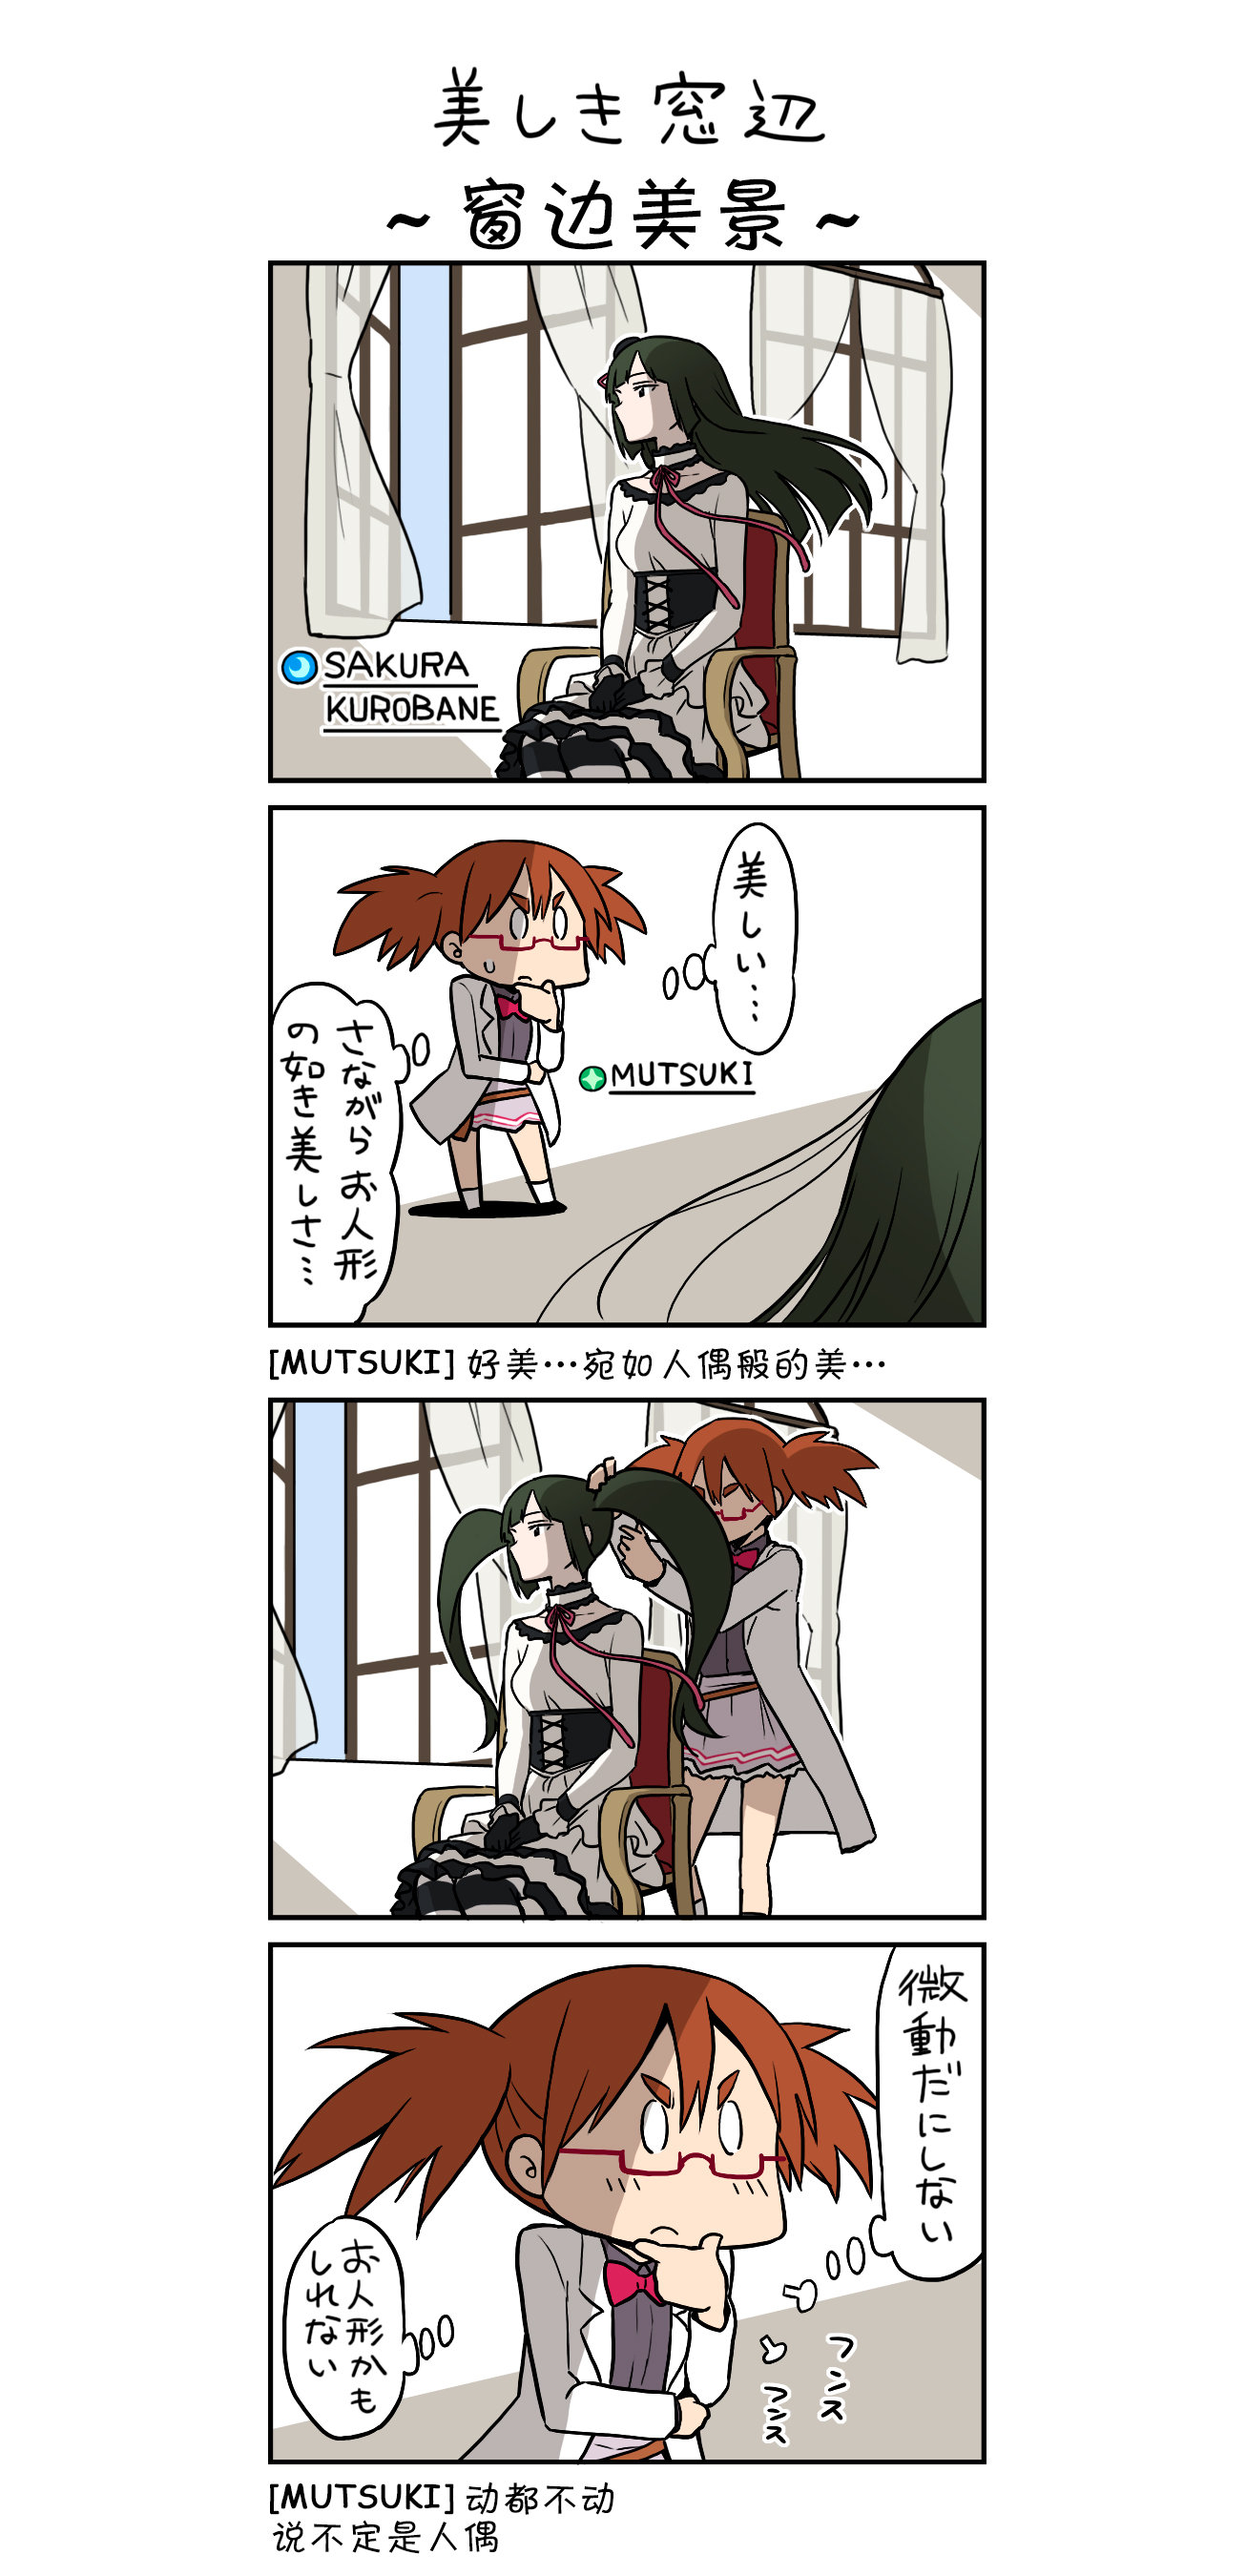 美しき窓辺
~窗边美景~
SAKURA
KUROBANE
美しい…
MUTSUKI
さながらお人形
の如き美しさ…
[MUTSUKI] 好美…宛如人偶般的美…
微動だにしない
お人形かも
しれない
フンス
フンス
[MUTSUKI] 动都不动
说不定是人偶